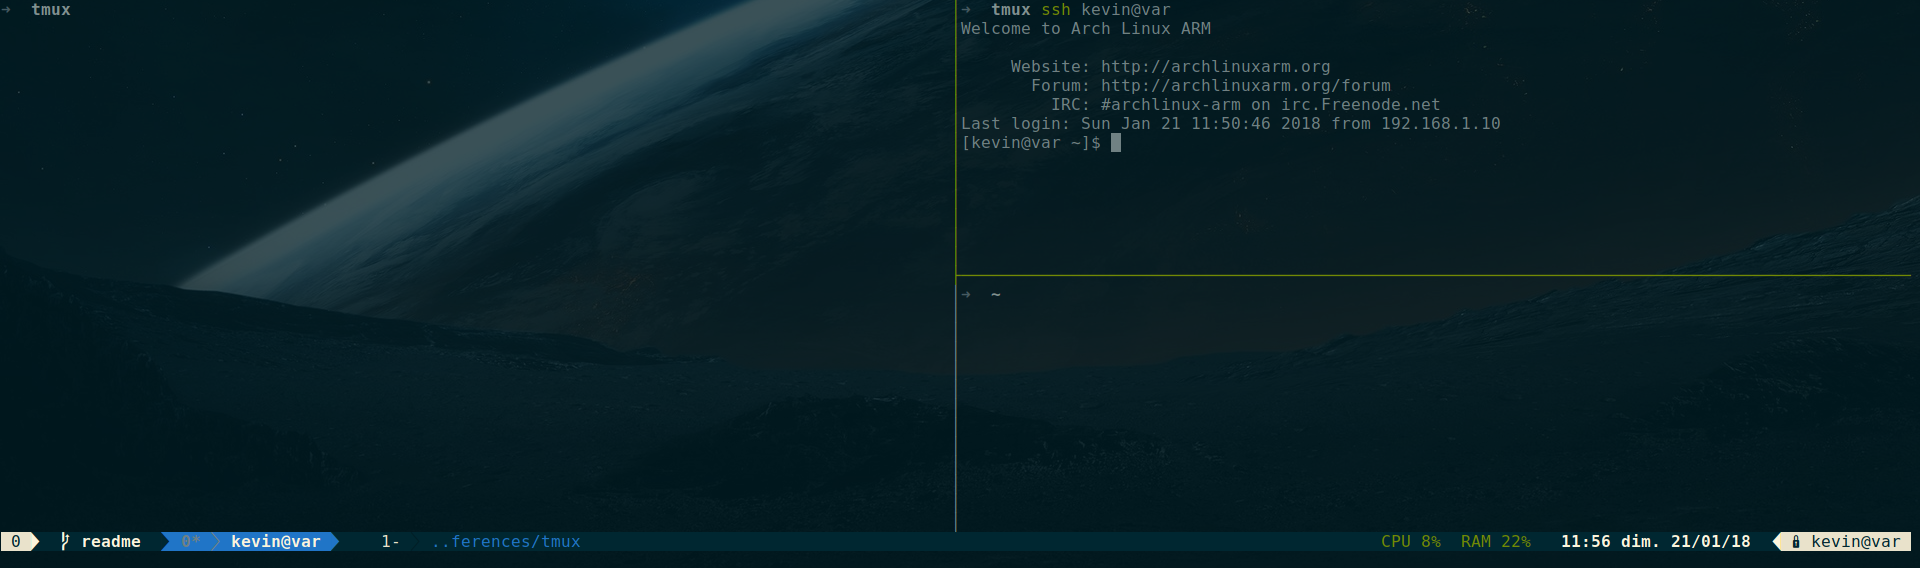 ➜  tmux
➜  tmux ssh kevin@var
Welcome to Arch Linux ARM
Website: http://archlinuxarm.org
Forum: http://archlinuxarm.org/forum
IRC: #archlinux-arm on irc.Freenode.net
Last login: Sun Jan 21 11:50:46 2018 from 192.168.1.10
[kevin@var ~]$
➜  ~
0 readme 0* kevin@var 1- ..ferences/tmux CPU 8% RAM 22% 11:56 dim. 21/01/18 kevin@var